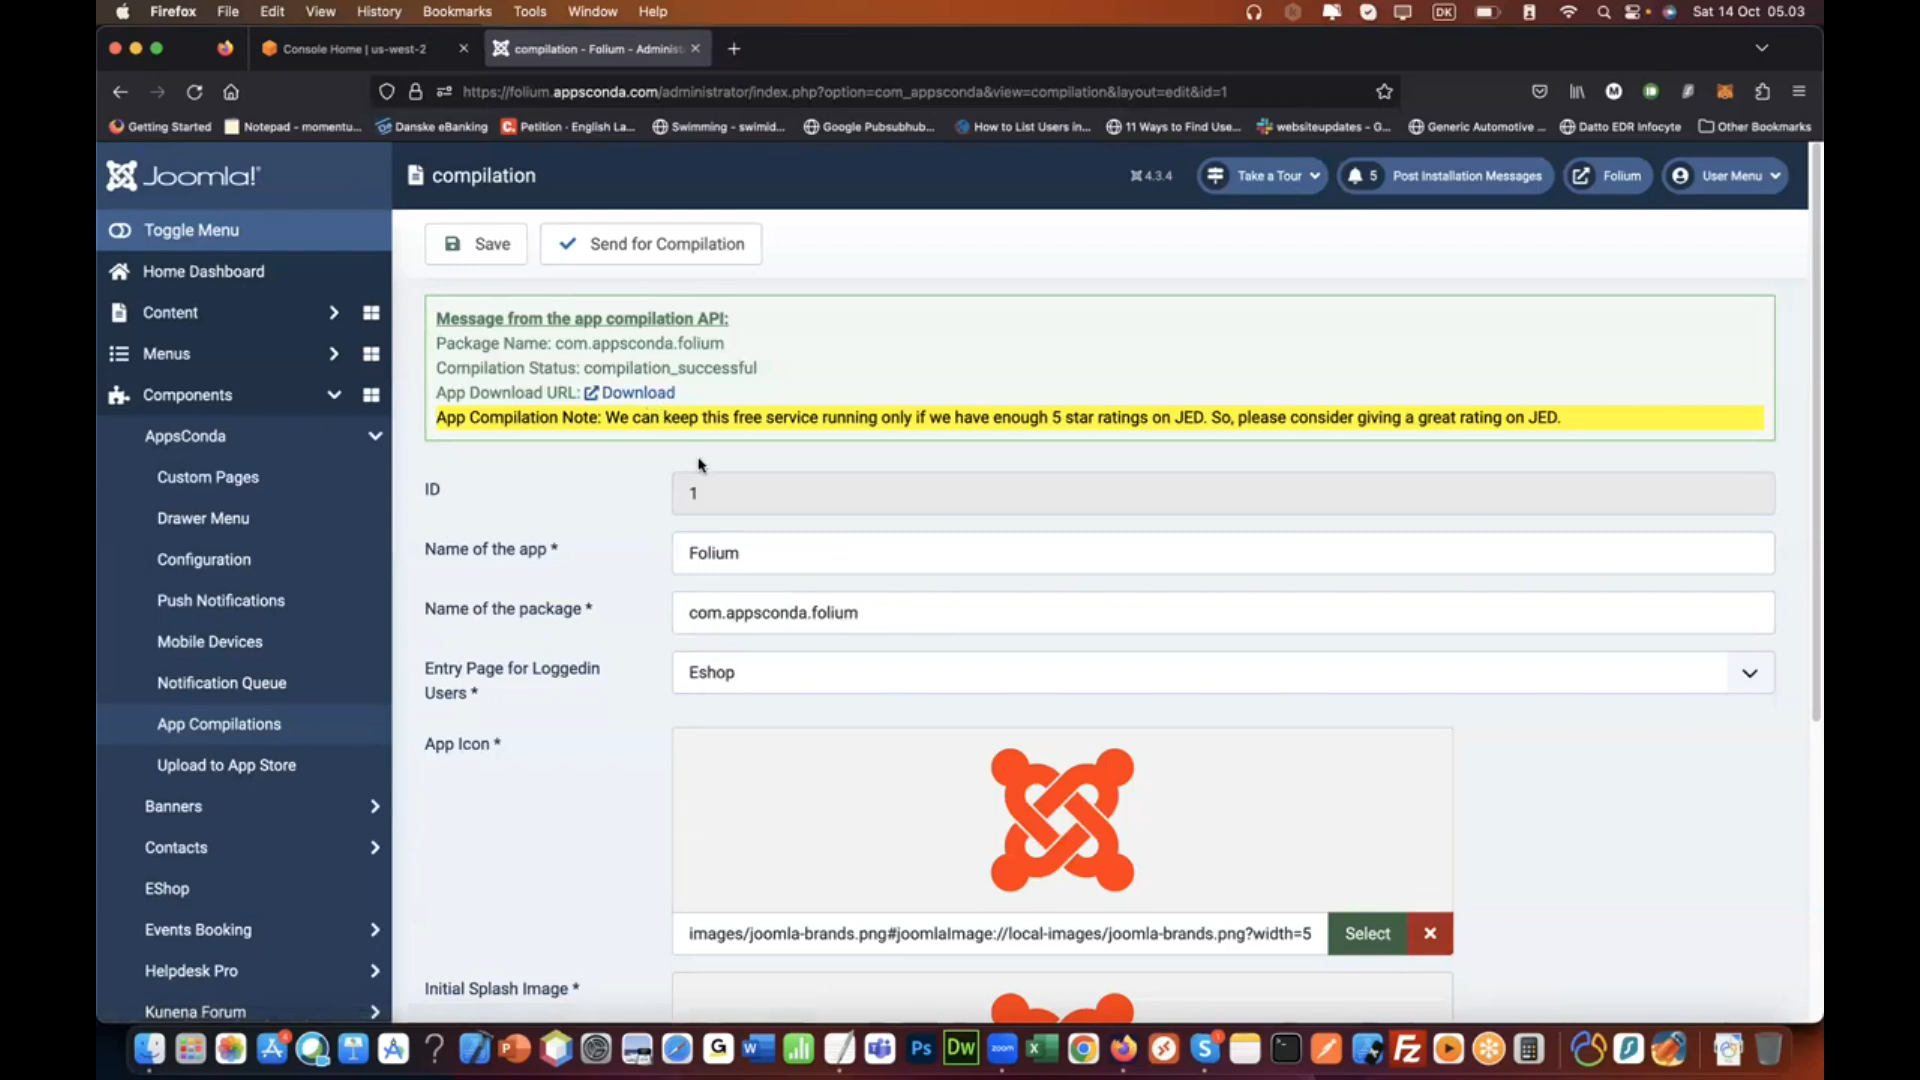 Firefox File Edit View History Bookmarks Tools Window Help DK Sat 14 Oct 05.03
Console Home | us-west-2
compilation - Folium - Administ
https://folium.appsconda.com/administrator/index.php?option=com_appsconda&view=compilation&layout=edit&id=1
Getting Started Notepad - momentu... Danske eBanking Petition - English La... Swimming - swimid... Google Pubsubhub... How to List Users in... 11 Ways to Find Use... websiteupdates - G... Generic Automotive ... Datto EDR Infocyte Other Bookmarks
Joomla!
compilation
4.3.4 Take a Tour 5 Post Installation Messages Folium User Menu
Toggle Menu
Home Dashboard
Content
Menus
Components
AppsConda
Custom Pages
Drawer Menu
Configuration
Push Notifications
Mobile Devices
Notification Queue
App Compilations
Upload to App Store
Banners
Contacts
EShop
Events Booking
Helpdesk Pro
Kunena Forum
Save Send for Compilation
Message from the app compilation API:
Package Name: com.appsconda.folium
Compilation Status: compilation_successful
App Download URL: Download
App Compilation Note: We can keep this free service running only if we have enough 5 star ratings on JED. So, please consider giving a great rating on JED.
ID
1
Name of the app *
Folium
Name of the package *
com.appsconda.folium
Entry Page for Loggedin
Users *
Eshop
App Icon *
images/joomla-brands.png#joomlaImage://local-images/joomla-brands.png?width=5 Select
Initial Splash Image *
Ps Dw zoom